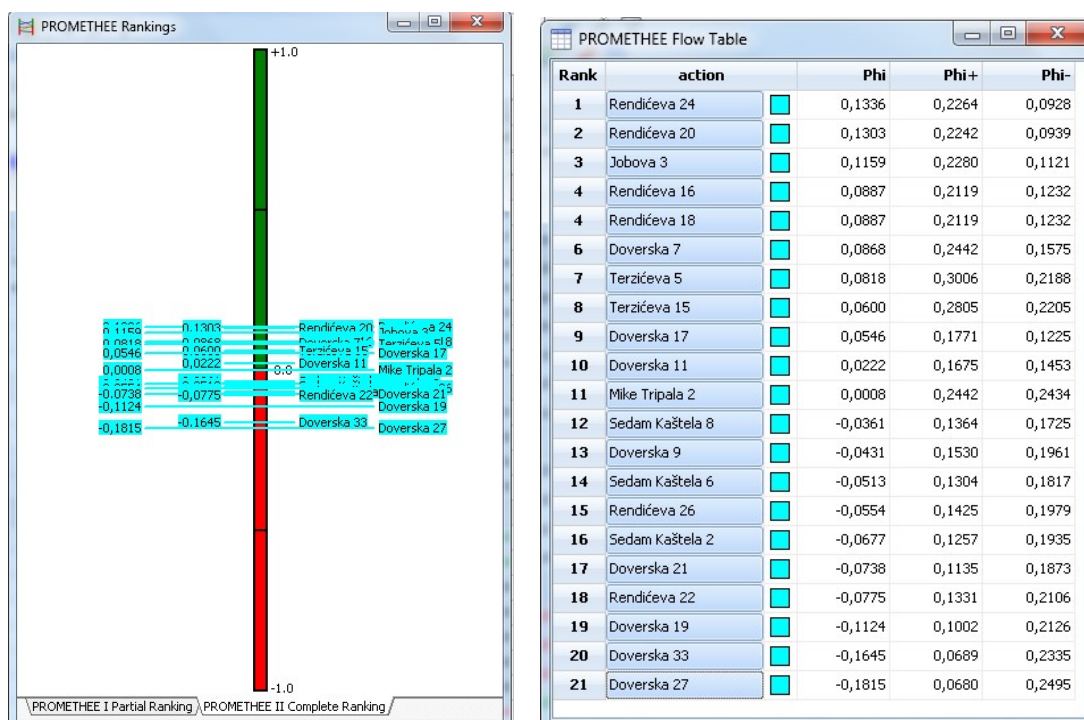 PROMETHEE Rankings
+1.0
0,1303 Rendićeva 20 a 24
0,1159 Jobova 3
0,0818 0,0868 Terzićeva 5
0,0546 0,0600 Terzićeva 15 Doverska 17
0,0222 Doverska 11
0,0008 0.0 Mike Tripala 2
-0,0738 -0,0775 Rendićeva 22 Doverska 21
-0,1124 Doverska 19
-0,1645 Doverska 33
-0,1815 Doverska 27
-1.0
PROMETHEE I Partial Ranking PROMETHEE II Complete Ranking
PROMETHEE Flow Table
Rank action Phi Phi+ Phi-
1 Rendićeva 24 0,1336 0,2264 0,0928
2 Rendićeva 20 0,1303 0,2242 0,0939
3 Jobova 3 0,1159 0,2280 0,1121
4 Rendićeva 16 0,0887 0,2119 0,1232
4 Rendićeva 18 0,0887 0,2119 0,1232
6 Doverska 7 0,0868 0,2442 0,1575
7 Terzićeva 5 0,0818 0,3006 0,2188
8 Terzićeva 15 0,0600 0,2805 0,2205
9 Doverska 17 0,0546 0,1771 0,1225
10 Doverska 11 0,0222 0,1675 0,1453
11 Mike Tripala 2 0,0008 0,2442 0,2434
12 Sedam Kaštela 8 -0,0361 0,1364 0,1725
13 Doverska 9 -0,0431 0,1530 0,1961
14 Sedam Kaštela 6 -0,0513 0,1304 0,1817
15 Rendićeva 26 -0,0554 0,1425 0,1979
16 Sedam Kaštela 2 -0,0677 0,1257 0,1935
17 Doverska 21 -0,0738 0,1135 0,1873
18 Rendićeva 22 -0,0775 0,1331 0,2106
19 Doverska 19 -0,1124 0,1002 0,2126
20 Doverska 33 -0,1645 0,0689 0,2335
21 Doverska 27 -0,1815 0,0680 0,2495